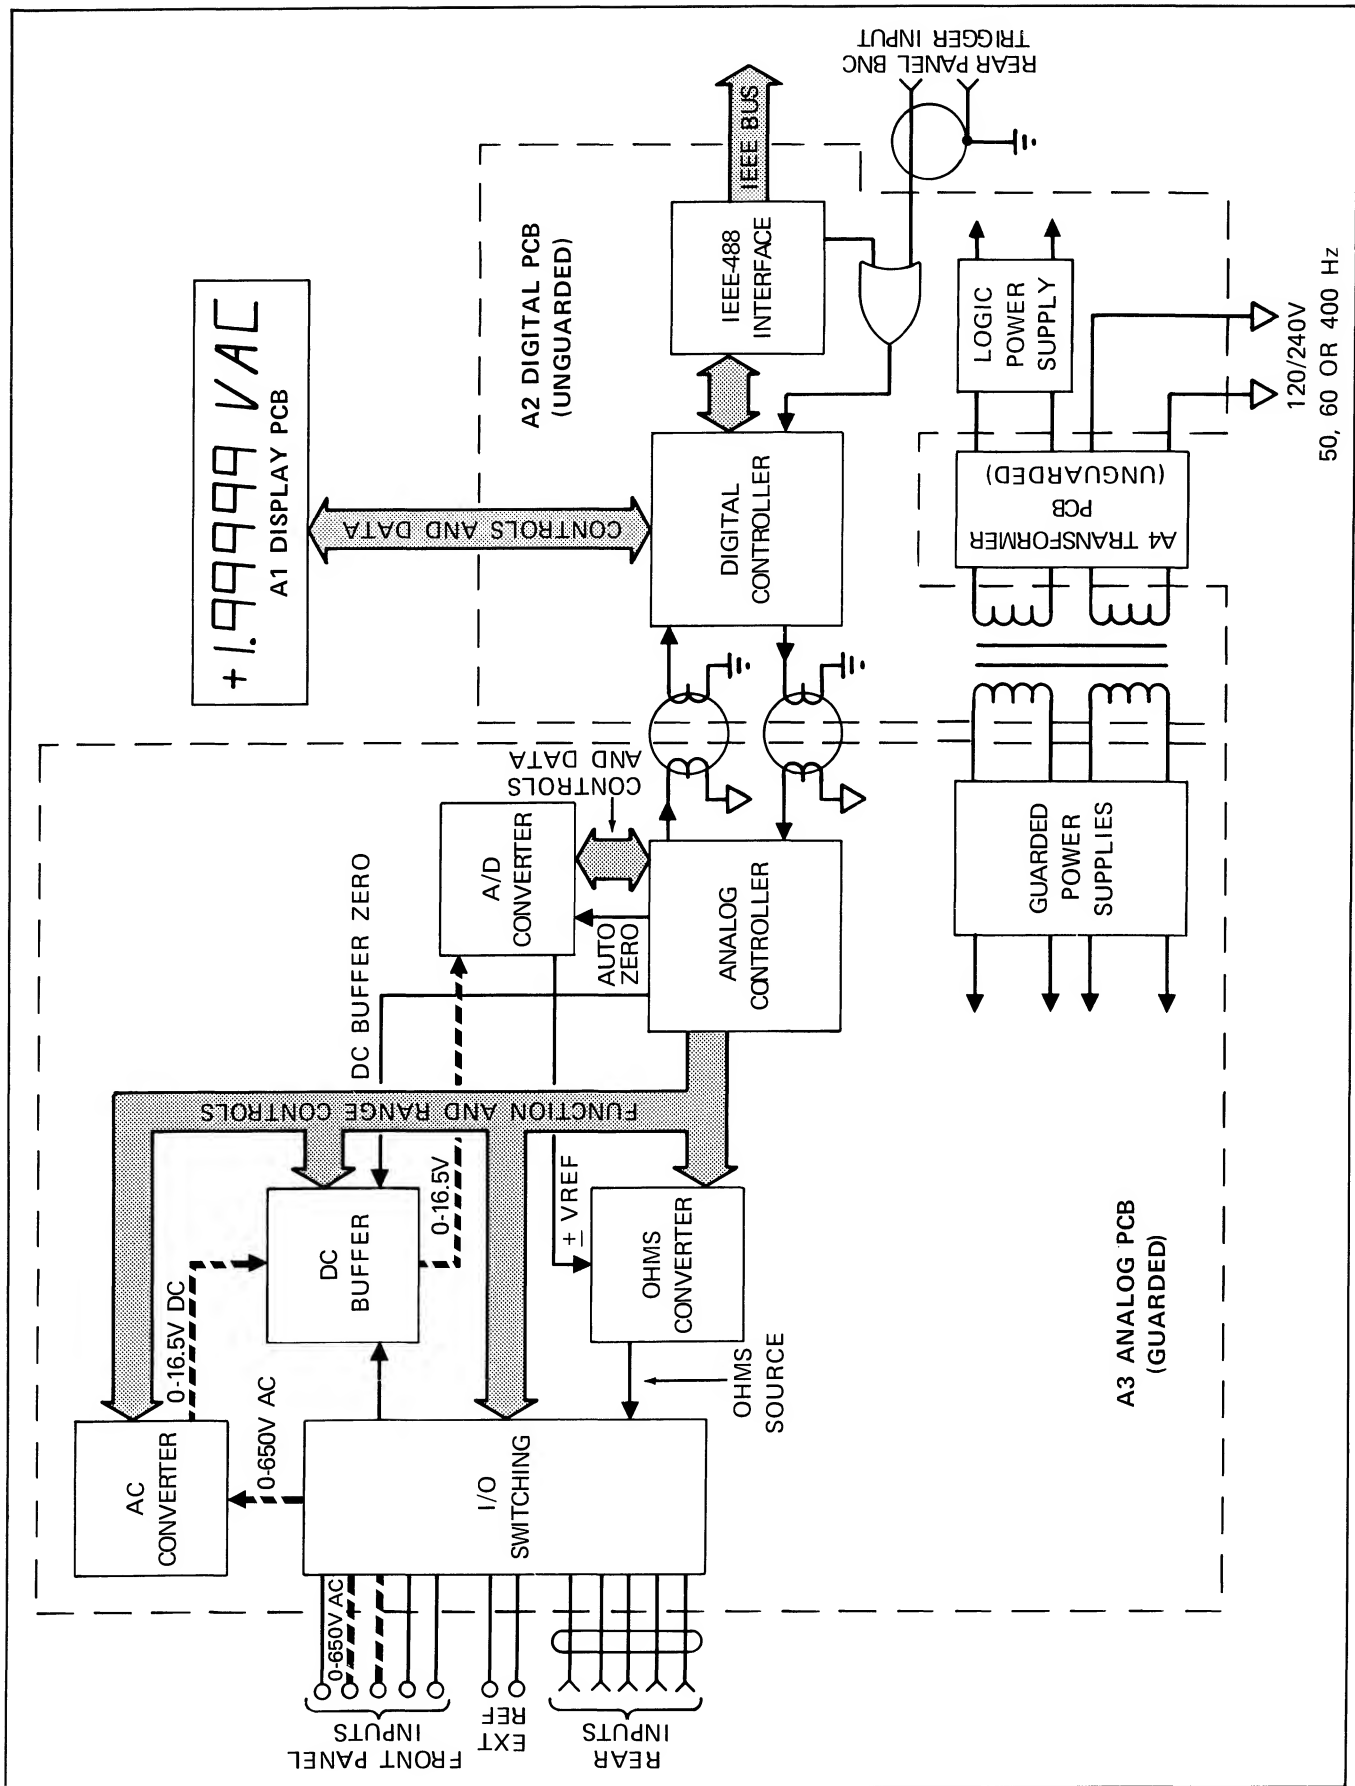 +1.99999 VAC
A1 DISPLAY PCB
CONTROLS AND DATA
A2 DIGITAL PCB
(UNGUARDED)
IEEE BUS
IEEE-488
INTERFACE
DIGITAL
CONTROLLER
REAR PANEL BNC
TRIGGER INPUT
LOGIC
POWER
SUPPLY
A4 TRANSFORMER
PCB
(UNGUARDED)
120/240V
50, 60 OR 400 Hz
CONTROLS
AND DATA
A/D
CONVERTER
AUTO
ZERO
ANALOG
CONTROLLER
DC BUFFER ZERO
GUARDED
POWER
SUPPLIES
FUNCTION AND RANGE CONTROLS
0-16.5V
± VREF
DC
BUFFER
OHMS
CONVERTER
0-16.5V DC
AC
CONVERTER
0-650V AC
I/O
SWITCHING
OHMS
SOURCE
A3 ANALOG PCB
(GUARDED)
0-650V AC
FRONT PANEL
INPUTS
EXT
REF
REAR
INPUTS